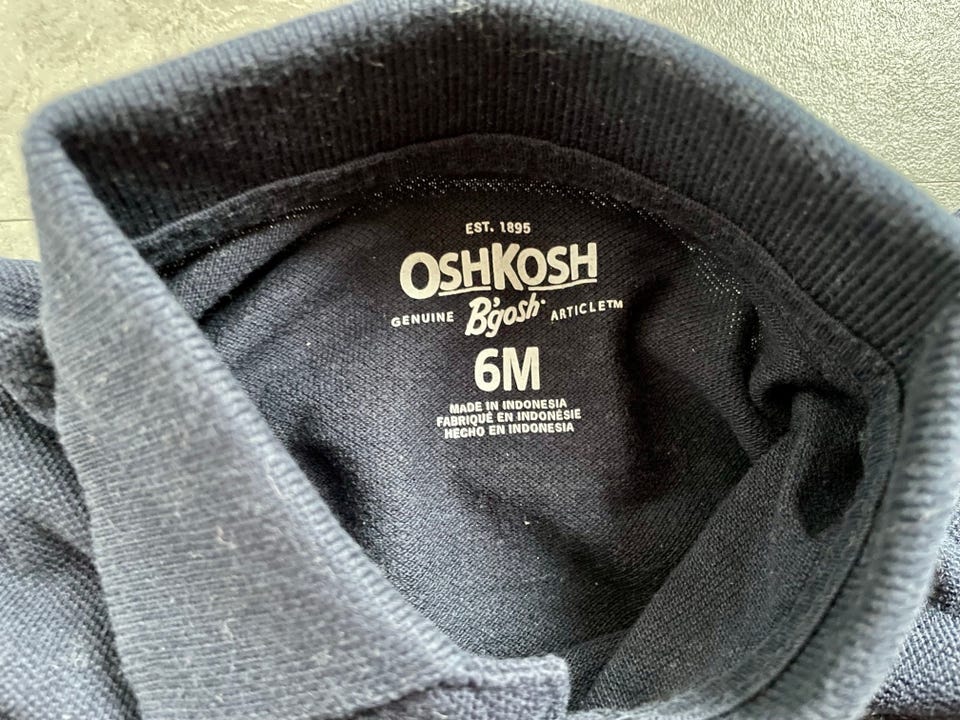 EST. 1895
OSHKOSH
GENUINE B'gosh® ARTICLE™
6M
MADE IN INDONESIA
FABRIQUÉ EN INDONÉSIE
HECHO EN INDONESIA